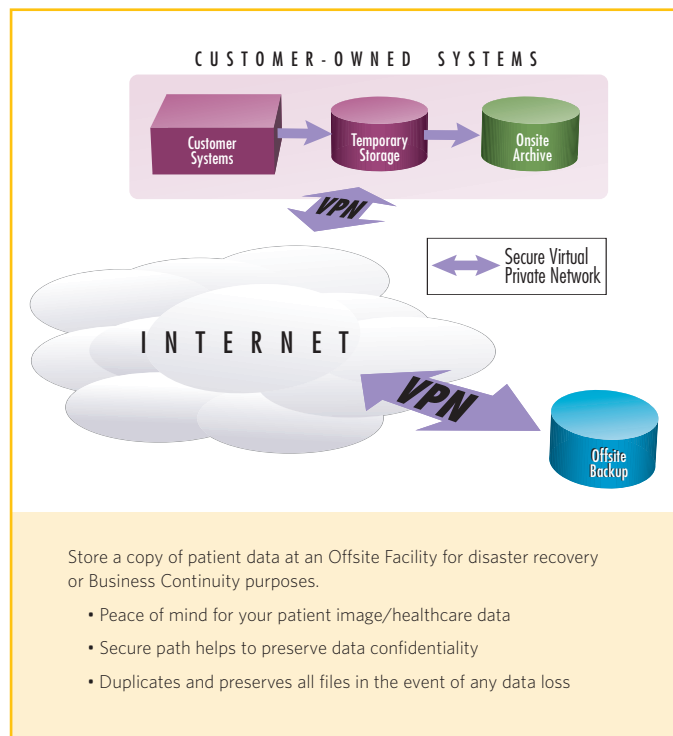 CUSTOMER-OWNED SYSTEMS
Customer
Systems
Temporary
Storage
Onsite
Archive
VPN
Secure Virtual
Private Network
INTERNET
VPN
Offsite
Backup
Store a copy of patient data at an Offsite Facility for disaster recovery
or Business Continuity purposes.
• Peace of mind for your patient image/healthcare data
• Secure path helps to preserve data confidentiality
• Duplicates and preserves all files in the event of any data loss